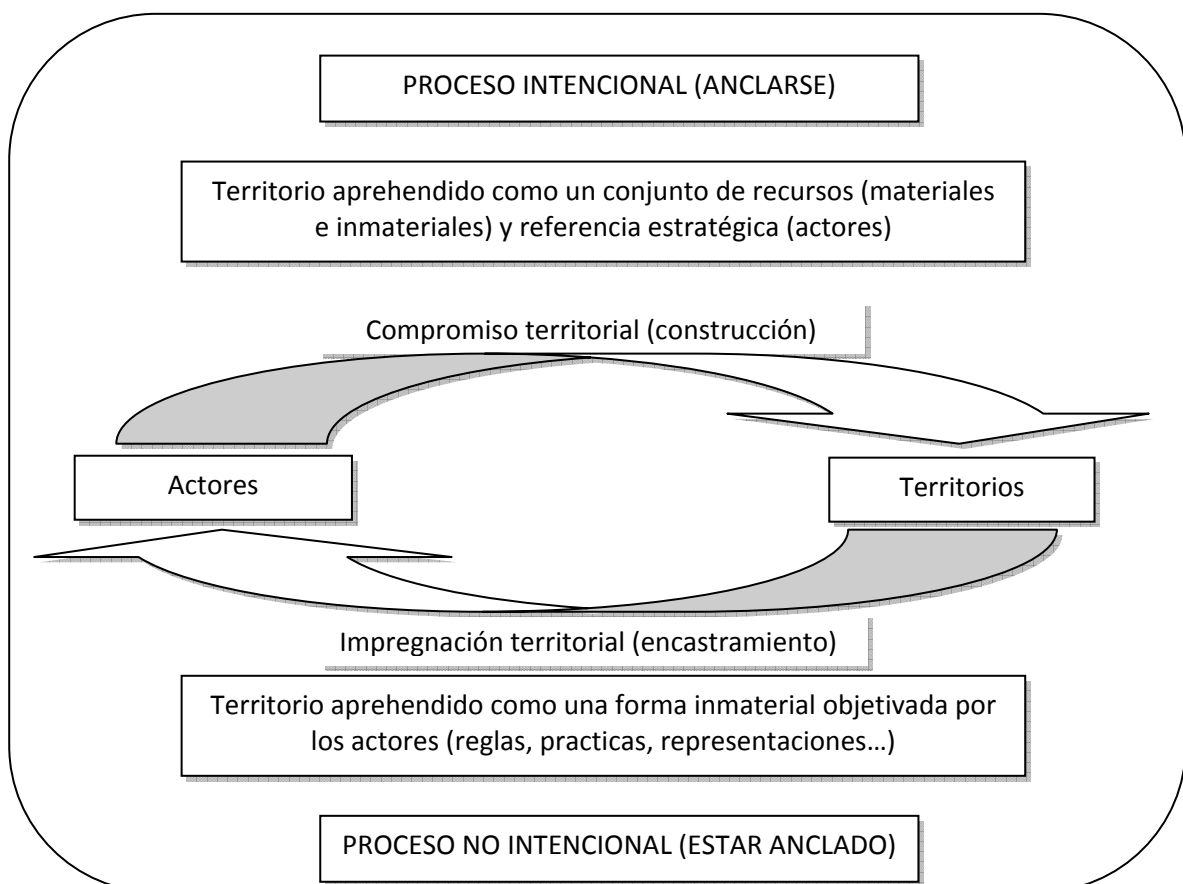 PROCESO INTENCIONAL (ANCLARSE)
Territorio aprehendido como un conjunto de recursos (materiales
e inmateriales) y referencia estratégica (actores)
Compromiso territorial (construcción)
Actores
Territorios
Impregnación territorial (encastramiento)
Territorio aprehendido como una forma inmaterial objetivada por
los actores (reglas, practicas, representaciones...)
PROCESO NO INTENCIONAL (ESTAR ANCLADO)